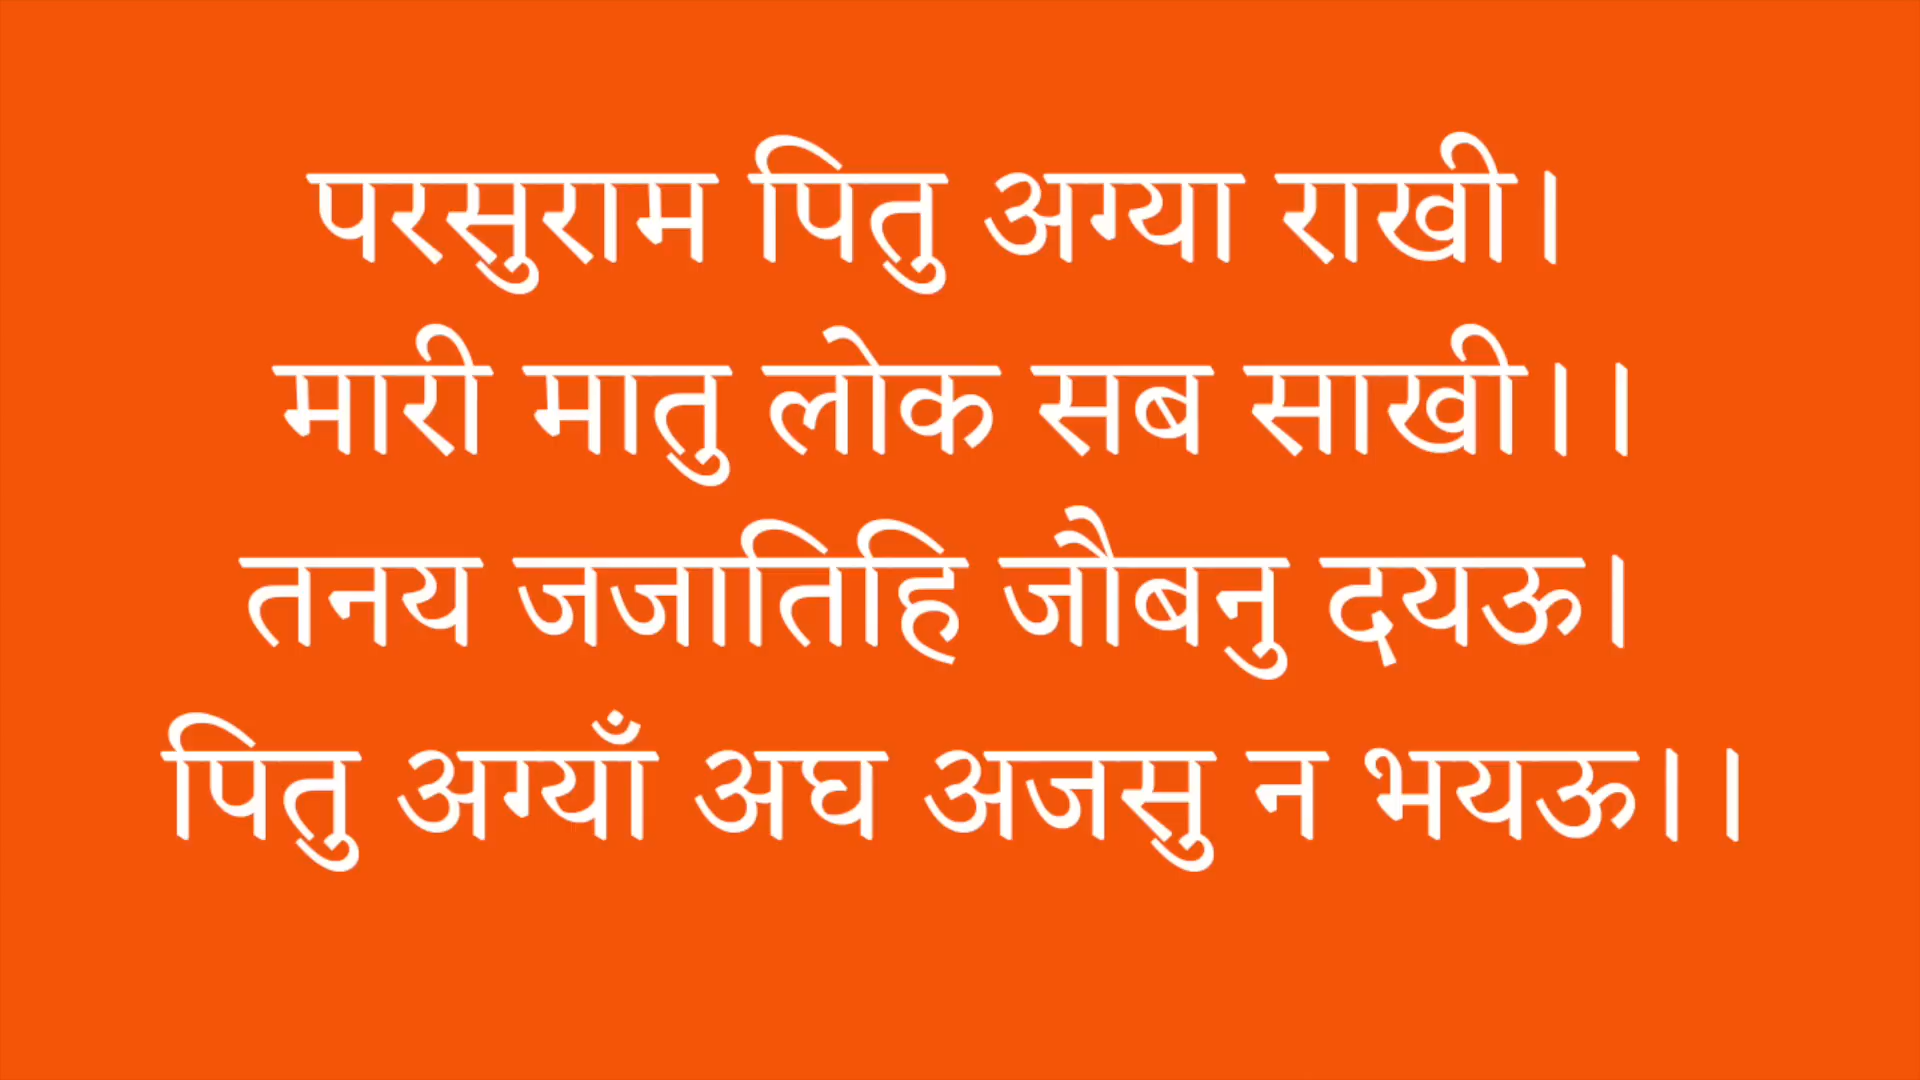 परसुराम पितु अग्या राखी।
मारी मातु लोक सब साखी।।
तनय जजातिहि जौबनु दयऊ।
पितु अग्याँ अघ अजसु न भयऊ।।